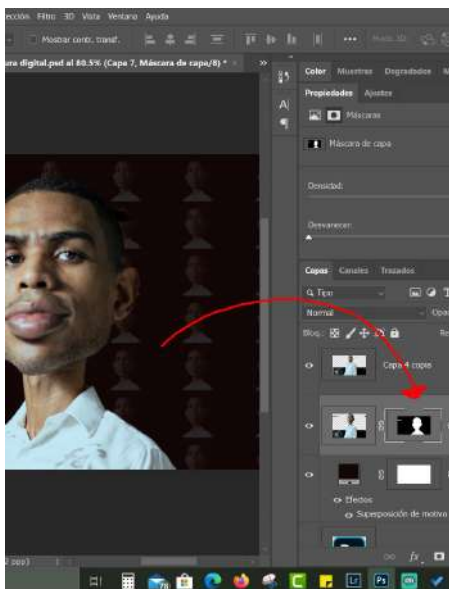 Filtro 3D Vista Ventana Ayuda
Mostrar contr. transf.
digital.psd al 80.5% (Capa 7, Máscara de capa/8) *
Color Muestras Degradados
Propiedades Ajustes
Máscaras
Máscara de capa
Densidad:
Desvanecer:
Capas Canales Trazados
Tipo
Normal
Bloq.:
Capa 4 copia
Efectos
Superposición de motivo